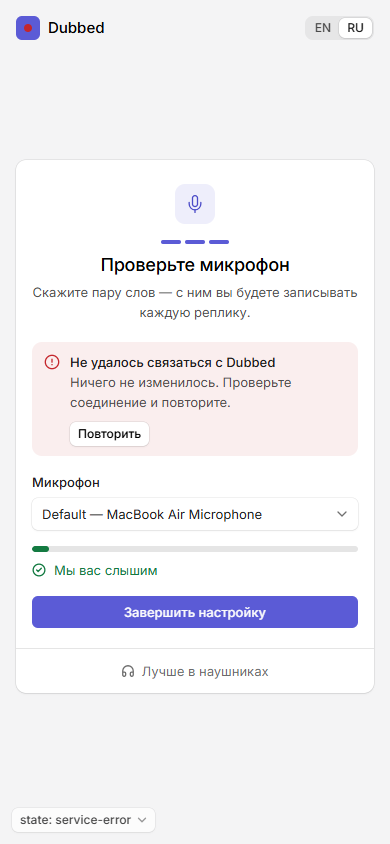 Dubbed
EN RU
Проверьте микрофон
Скажите пару слов — с ним вы будете записывать
каждую реплику.
Не удалось связаться с Dubbed
Ничего не изменилось. Проверьте
соединение и повторите.
Повторить
Микрофон
Default — MacBook Air Microphone
Мы вас слышим
Завершить настройку
Лучше в наушниках
state: service-error